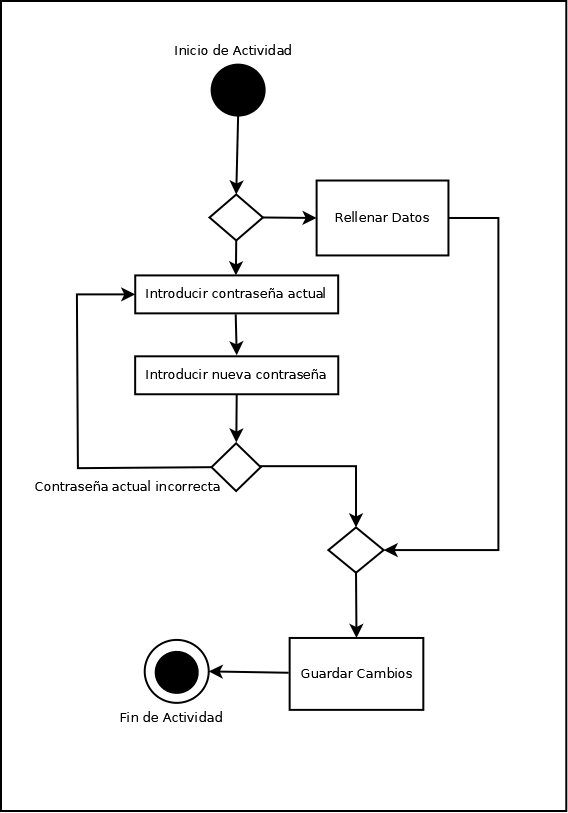 Inicio de Actividad
Rellenar Datos
Introducir contraseña actual
Introducir nueva contraseña
Contraseña actual incorrecta
Guardar Cambios
Fin de Actividad